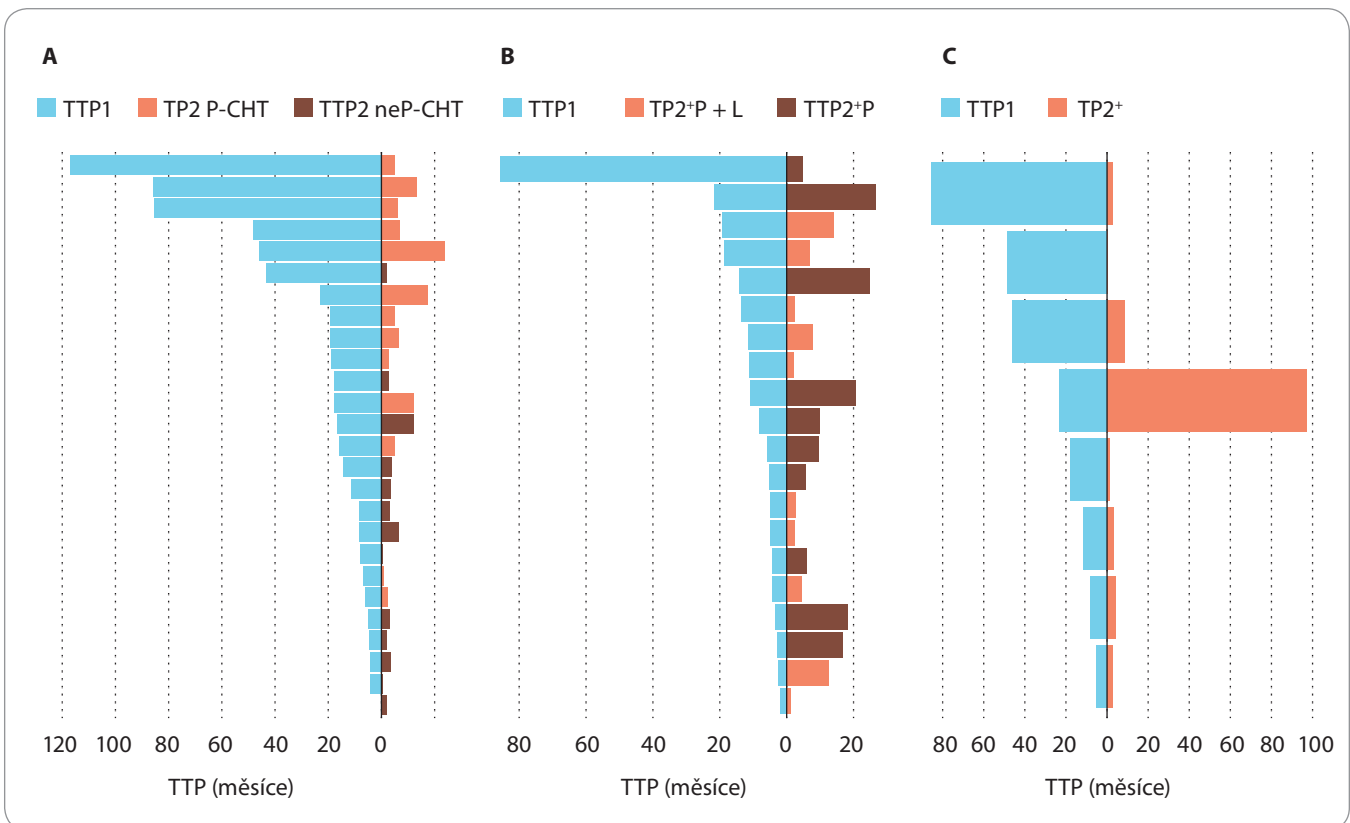 A
TTP1 TP2 P-CHT TTP2 neP-CHT
120 100 80 60 40 20 0
TTP (měsíce)
B
TTP1 TP2⁺P + L TTP2⁺P
80 60 40 20 0 20
TTP (měsíce)
C
TTP1 TP2⁺
80 60 40 20 0 20 40 60 80 100
TTP (měsíce)